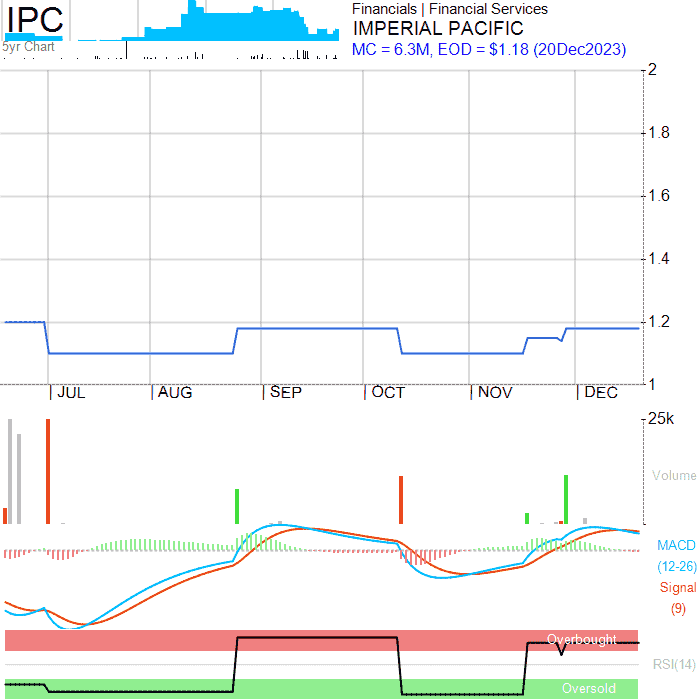 IPC
5yr Chart
Financials | Financial Services
IMPERIAL PACIFIC
MC = 6.3M, EOD = $1.18 (20Dec2023)
2
1.8
1.6
1.4
1.2
1
JUL AUG SEP OCT NOV DEC
25k
Volume
MACD
(12-26)
Signal
(9)
Overbought
RSI(14)
Oversold